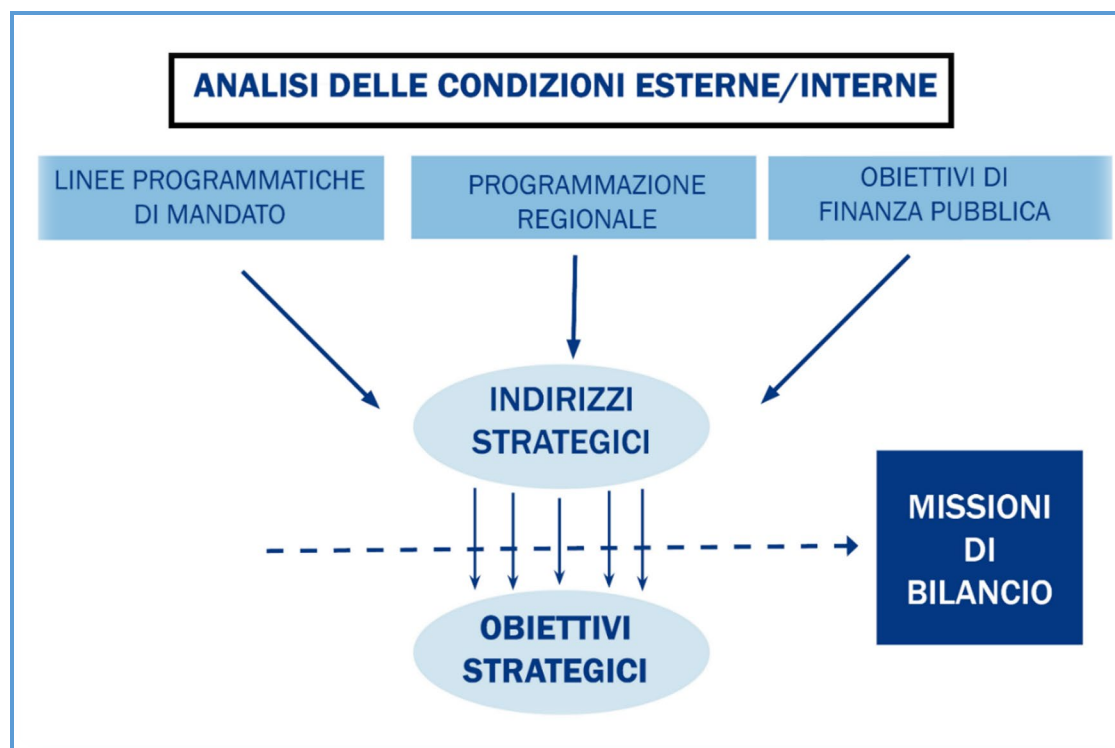 ANALISI DELLE CONDIZIONI ESTERNE/INTERNE
LINEE PROGRAMMATICHE
DI MANDATO
PROGRAMMAZIONE
REGIONALE
OBIETTIVI DI
FINANZA PUBBLICA
INDIRIZZI
STRATEGICI
MISSIONI
DI
BILANCIO
OBIETTIVI
STRATEGICI